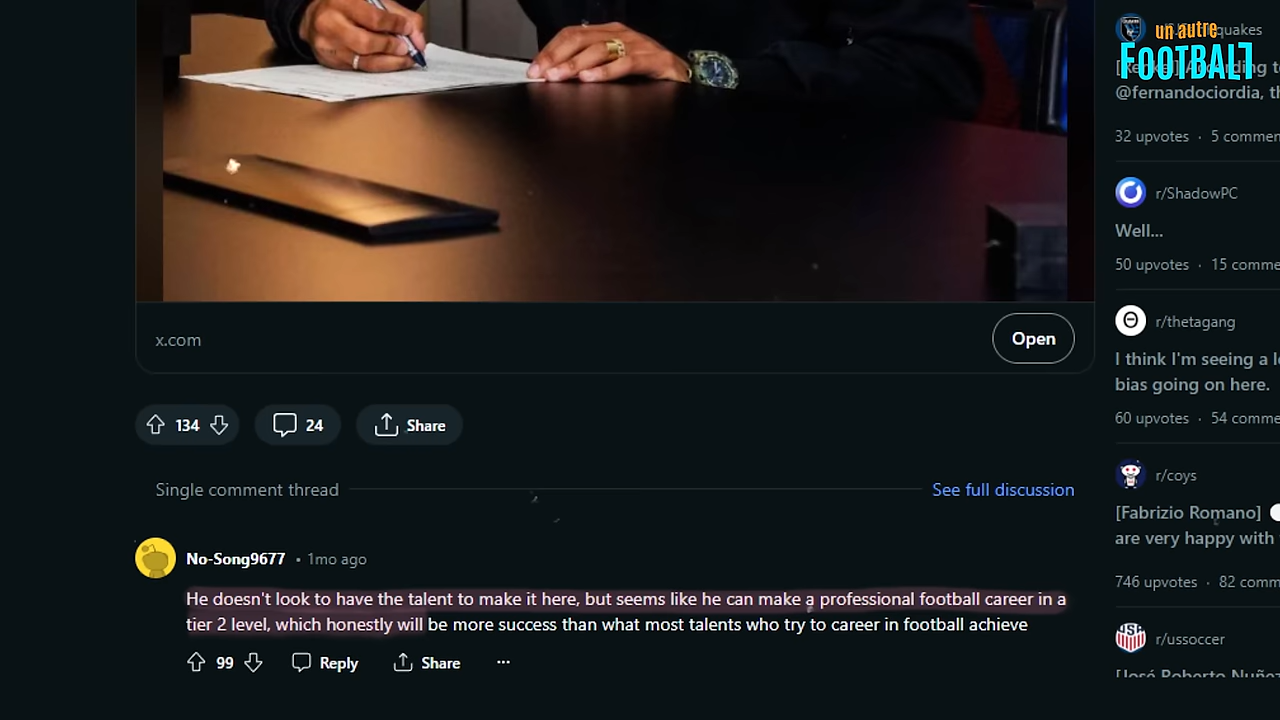 un autre
FOOTBALL
quakes
@fernandociordia, th
32 upvotes · 5 commen
r/ShadowPC
Well...
50 upvotes · 15 comme
r/thetagang
I think I'm seeing a l
bias going on here.
60 upvotes · 54 comme
r/coys
[Fabrizio Romano]
are very happy with
746 upvotes · 82 comm
r/ussoccer
[José Roberto Nuñez
x.com
Open
134
24
Share
Single comment thread
See full discussion
No-Song9677 • 1mo ago
He doesn't look to have the talent to make it here, but seems like he can make a professional football career in a
tier 2 level, which honestly will be more success than what most talents who try to career in football achieve
99
Reply
Share